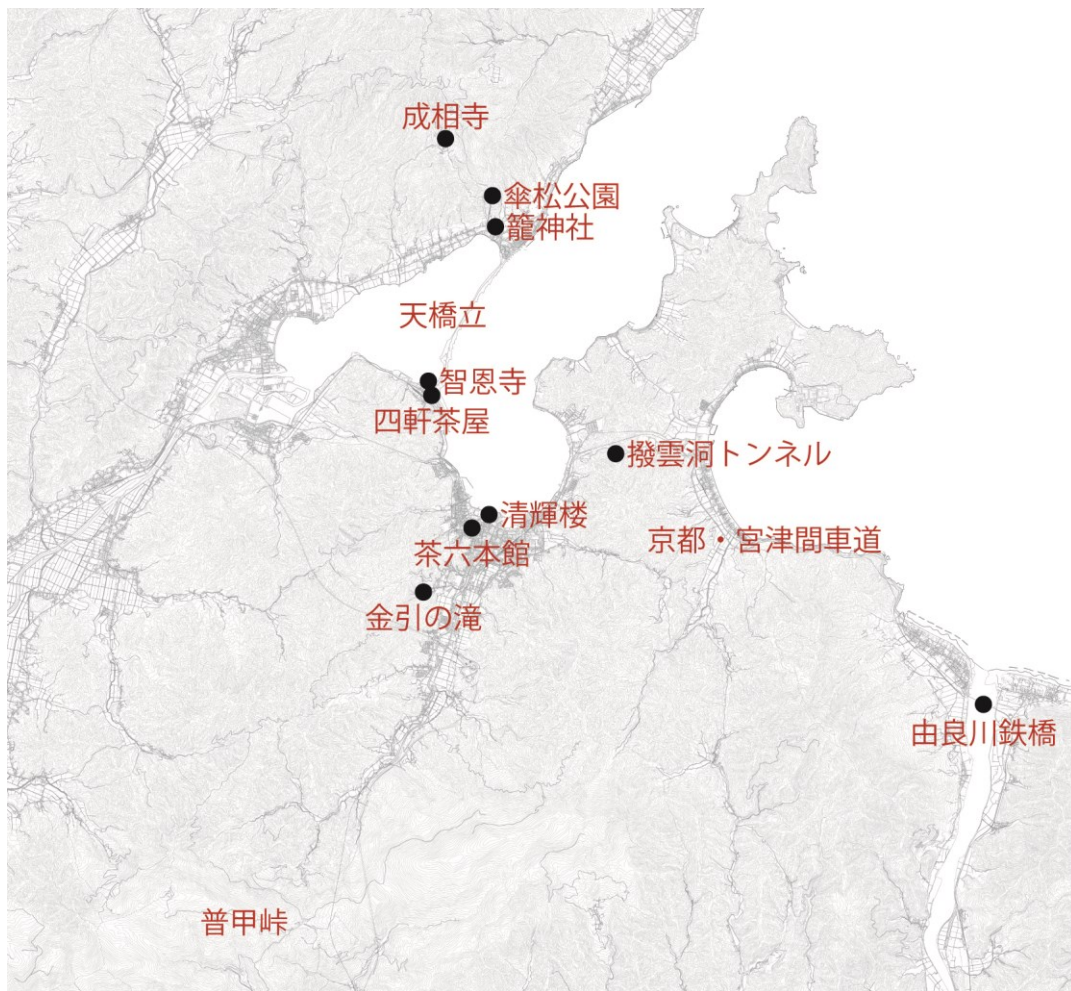 成相寺
傘松公園
籠神社
天橋立
智恩寺
四軒茶屋
撥雲洞トンネル
清輝楼
京都・宮津間車道
茶六本館
金引の滝
由良川鉄橋
普甲峠